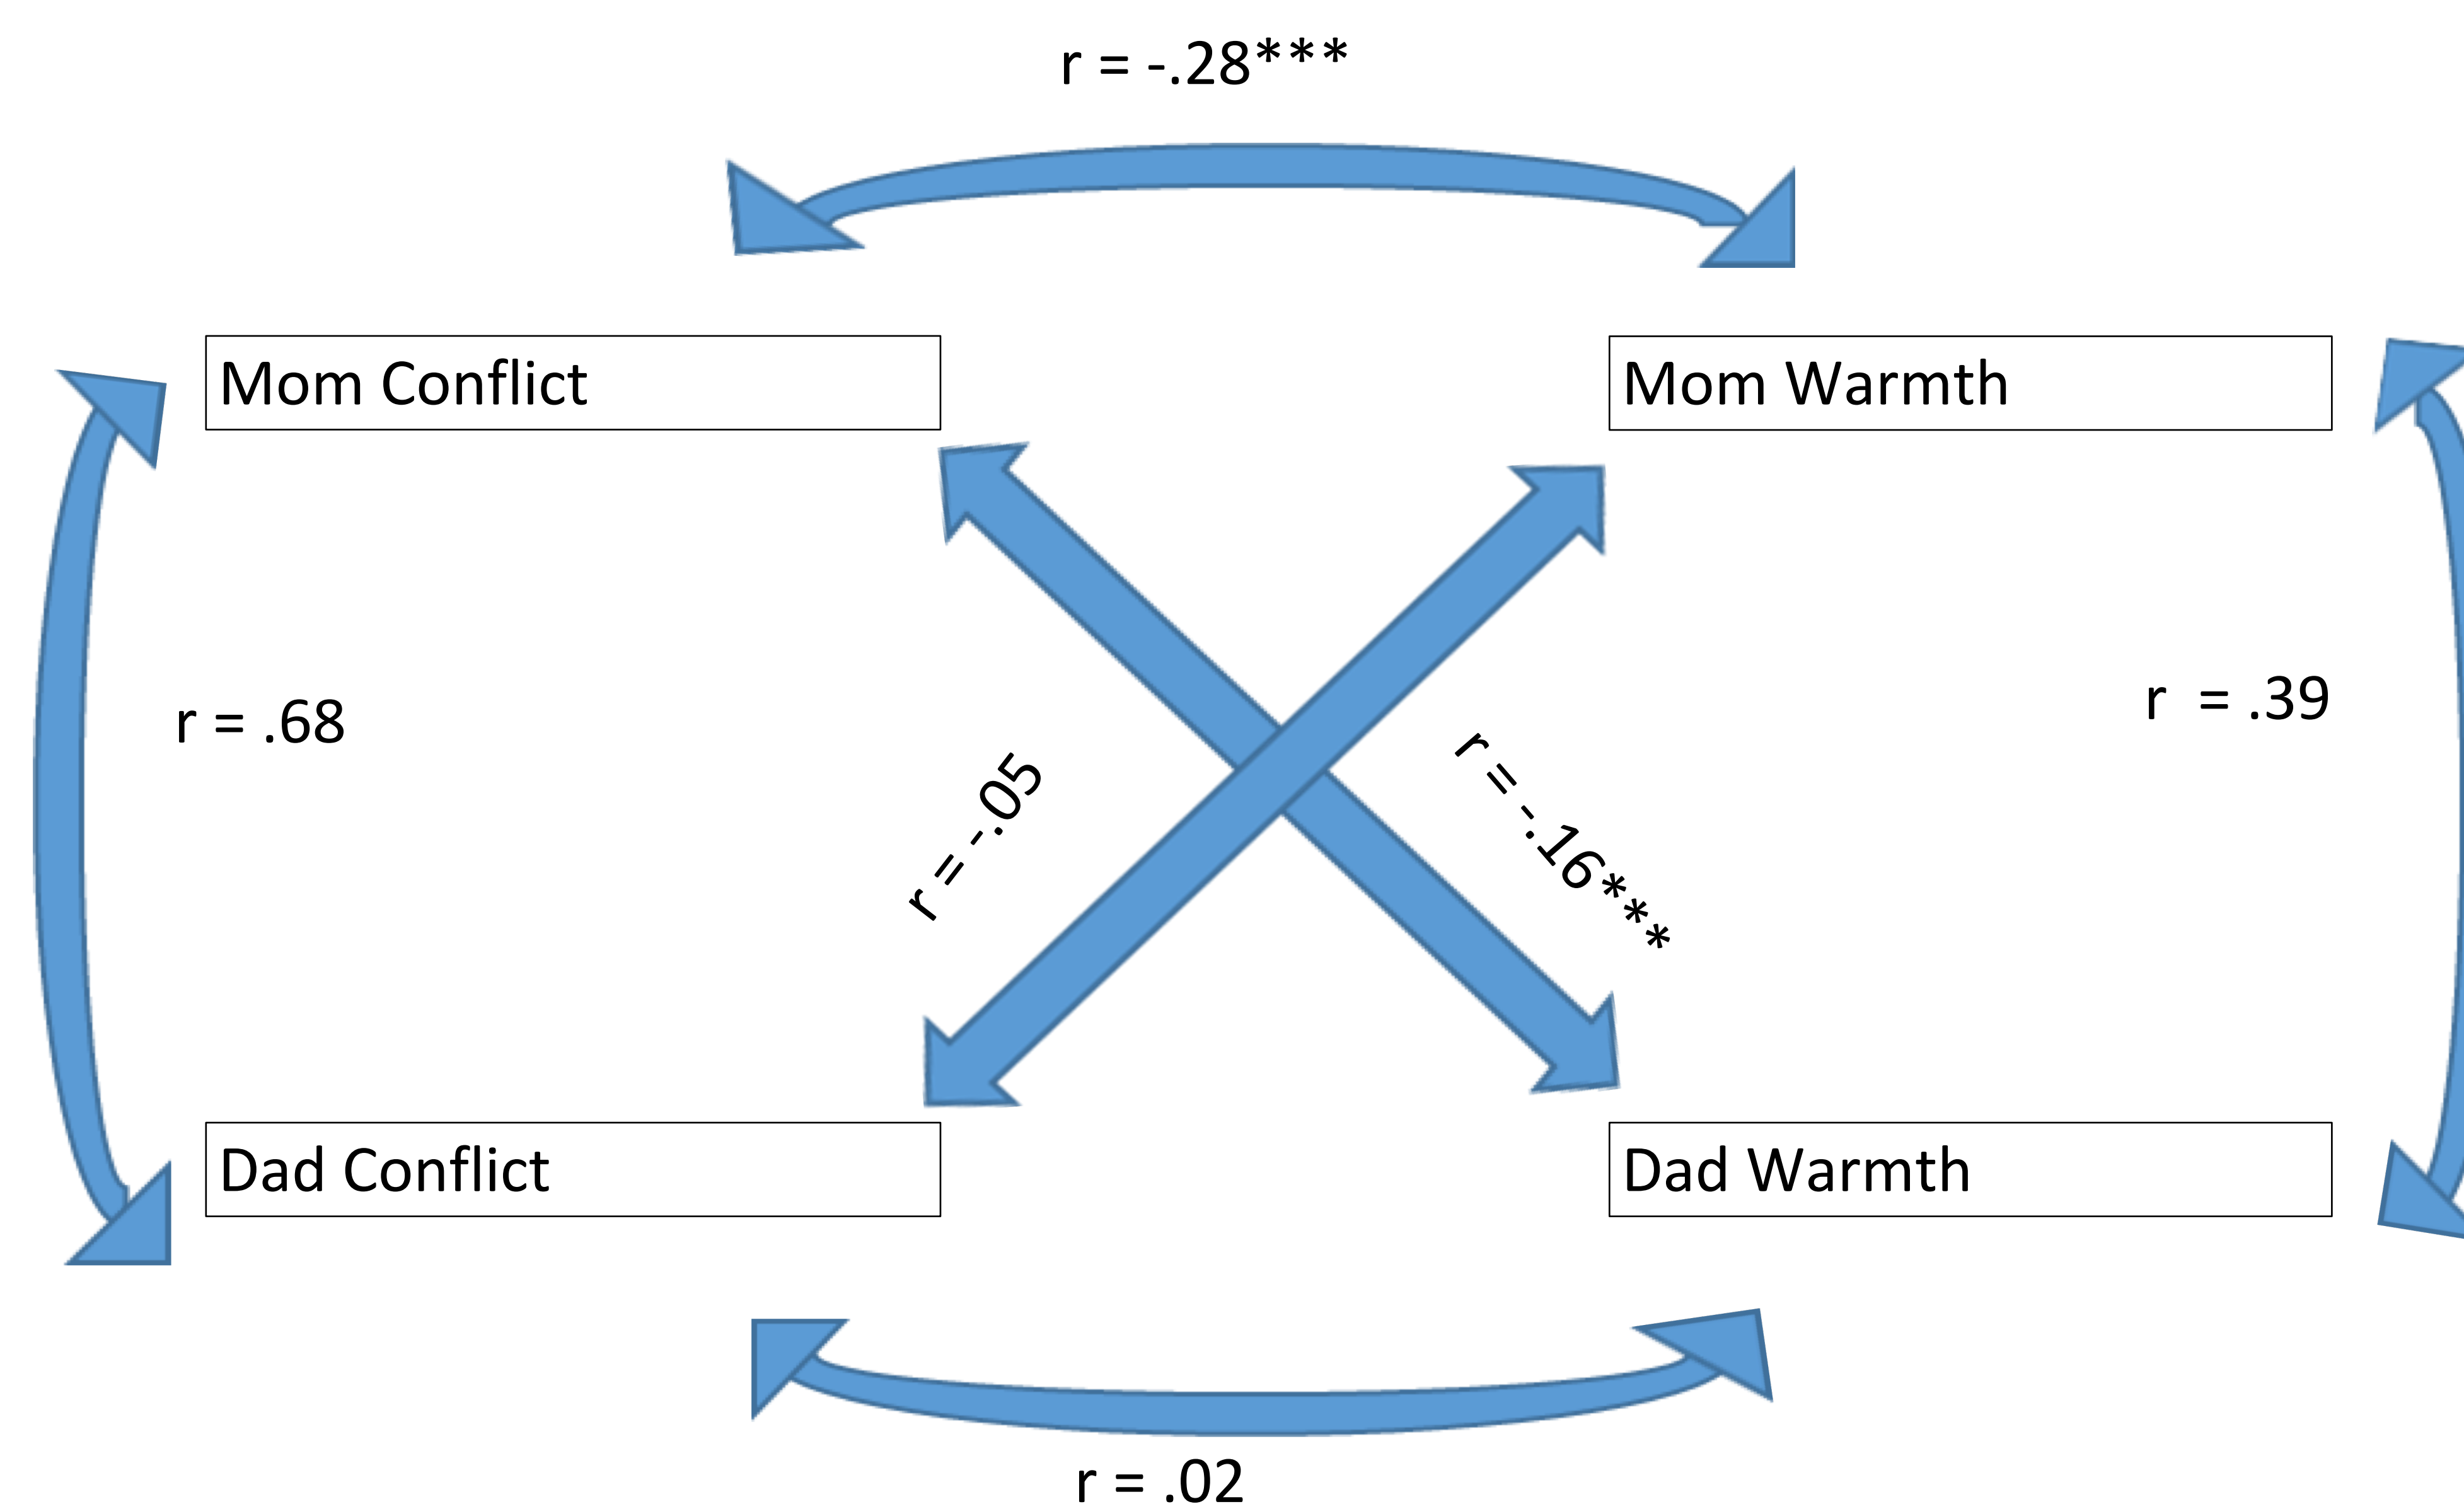 r = -.28***
Mom Conflict
Mom Warmth
r = .68
r  = .39
r = -.05
r = -.16***
Dad Conflict
Dad Warmth
r = .02